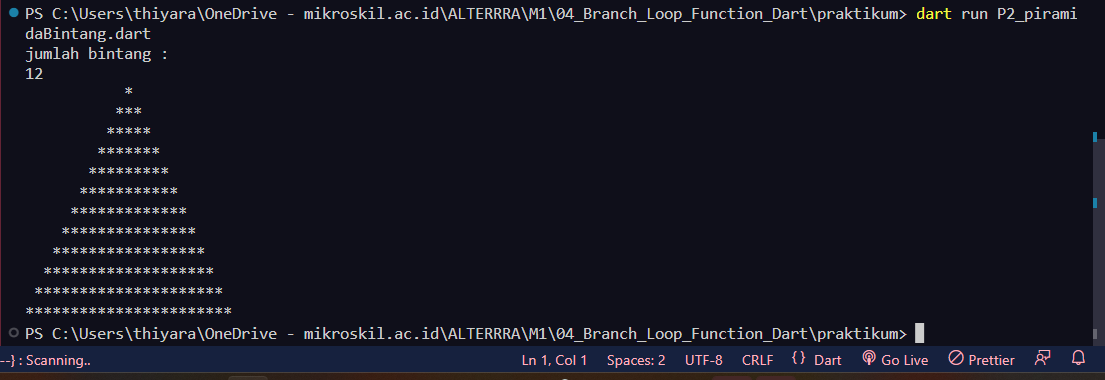 PS C:\Users\thiyara\OneDrive - mikroskil.ac.id\ALTERRRA\M1\04_Branch_Loop_Function_Dart\praktikum> dart run P2_pirami
daBintang.dart
jumlah bintang :
12
           *
          ***
         *****
        *******
       *********
      ***********
     *************
    ***************
   *****************
  *******************
 *********************
***********************
PS C:\Users\thiyara\OneDrive - mikroskil.ac.id\ALTERRRA\M1\04_Branch_Loop_Function_Dart\praktikum>
--} : Scanning.. Ln 1, Col 1 Spaces: 2 UTF-8 CRLF {} Dart Go Live Prettier